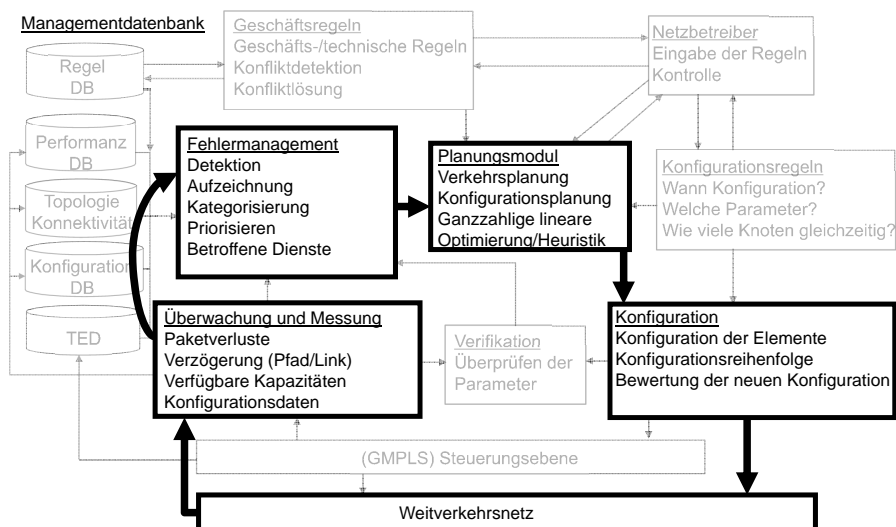 Managementdatenbank
Regel
DB
Performanz
DB
Topologie
Konnektivität
Konfiguration
DB
TED
Geschäftsregeln
Geschäfts-/technische Regeln
Konfliktdetektion
Konfliktlösung
Netzbetreiber
Eingabe der Regeln
Kontrolle
Fehlermanagement
Detektion
Aufzeichnung
Kategorisierung
Priorisieren
Betroffene Dienste
Planungsmodul
Verkehrsplanung
Konfigurationsplanung
Ganzzahlige lineare
Optimierung/Heuristik
Konfigurationsregeln
Wann Konfiguration?
Welche Parameter?
Wie viele Knoten gleichzeitig?
Überwachung und Messung
Paketverluste
Verzögerung (Pfad/Link)
Verfügbare Kapazitäten
Konfigurationsdaten
Verifikation
Überprüfen der
Parameter
Konfiguration
Konfiguration der Elemente
Konfigurationsreihenfolge
Bewertung der neuen Konfiguration
(GMPLS) Steuerungsebene
Weitverkehrsnetz